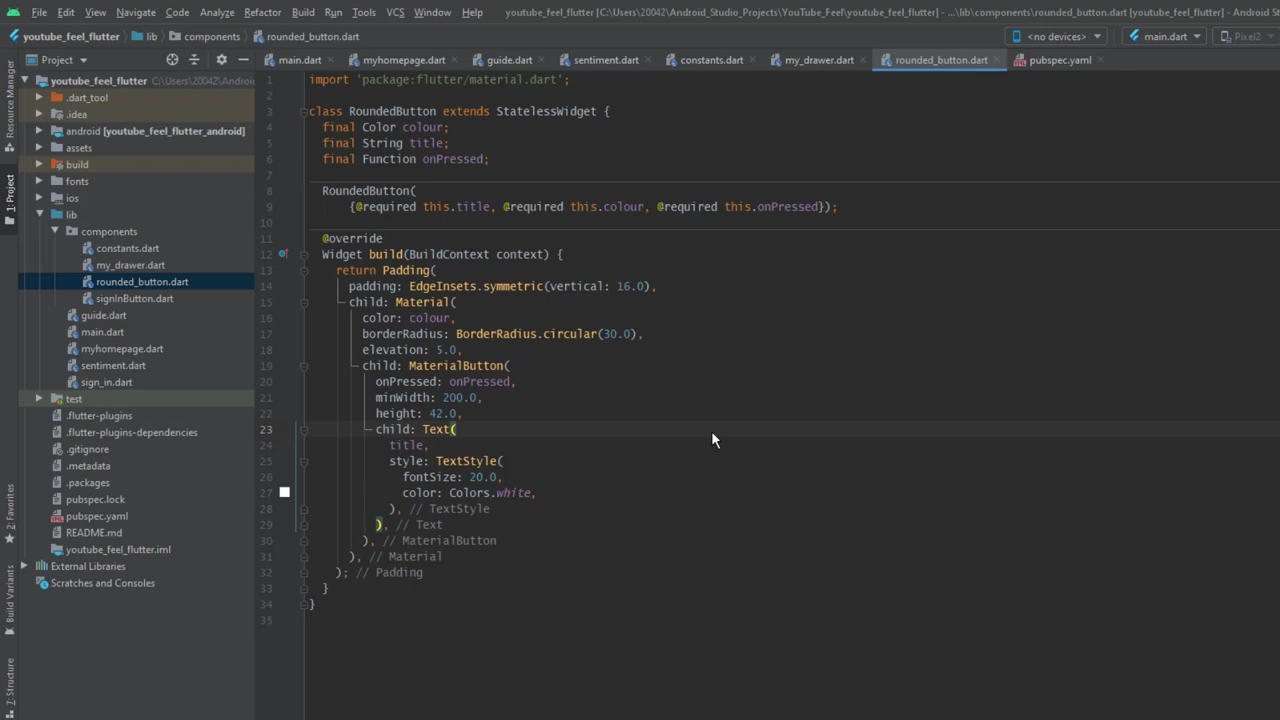 File Edit View Navigate Code Analyze Refactor Build Run Tools VCS Window Help youtube_feel_flutter [C:\Users\20042\Android_Studio_Projects\YouTube_Feel\youtube_feel_flutter] - ...\lib\components\rounded_button.dart [youtube_feel_flutter] - Android St
youtube_feel_flutter lib components rounded_button.dart <no devices> main.dart Pixel2
Project main.dart myhomepage.dart guide.dart sentiment.dart constants.dart my_drawer.dart rounded_button.dart pubspec.yaml
Resource Manager
1: Project
2: Favorites
Build Variants
Z: Structure
youtube_feel_flutter C:\Users\20042\Androi
.dart_tool
.idea
android [youtube_feel_flutter_android]
assets
build
fonts
ios
lib
components
constants.dart
my_drawer.dart
rounded_button.dart
signInButton.dart
guide.dart
main.dart
myhomepage.dart
sentiment.dart
sign_in.dart
test
.flutter-plugins
.flutter-plugins-dependencies
.gitignore
.metadata
.packages
pubspec.lock
pubspec.yaml
README.md
youtube_feel_flutter.iml
External Libraries
Scratches and Consoles
1 import 'package:flutter/material.dart';
2
3 class RoundedButton extends StatelessWidget {
4 final Color colour;
5 final String title;
6 final Function onPressed;
7
8 RoundedButton(
9 {@required this.title, @required this.colour, @required this.onPressed});
10
11 @override
12 Widget build(BuildContext context) {
13 return Padding(
14 padding: EdgeInsets.symmetric(vertical: 16.0),
15 child: Material(
16 color: colour,
17 borderRadius: BorderRadius.circular(30.0),
18 elevation: 5.0,
19 child: MaterialButton(
20 onPressed: onPressed,
21 minWidth: 200.0,
22 height: 42.0,
23 child: Text(
24 title,
25 style: TextStyle(
26 fontSize: 20.0,
27 color: Colors.white,
28 ), // TextStyle
29 ), // Text
30 ), // MaterialButton
31 ), // Material
32 ); // Padding
33 }
34 }
35